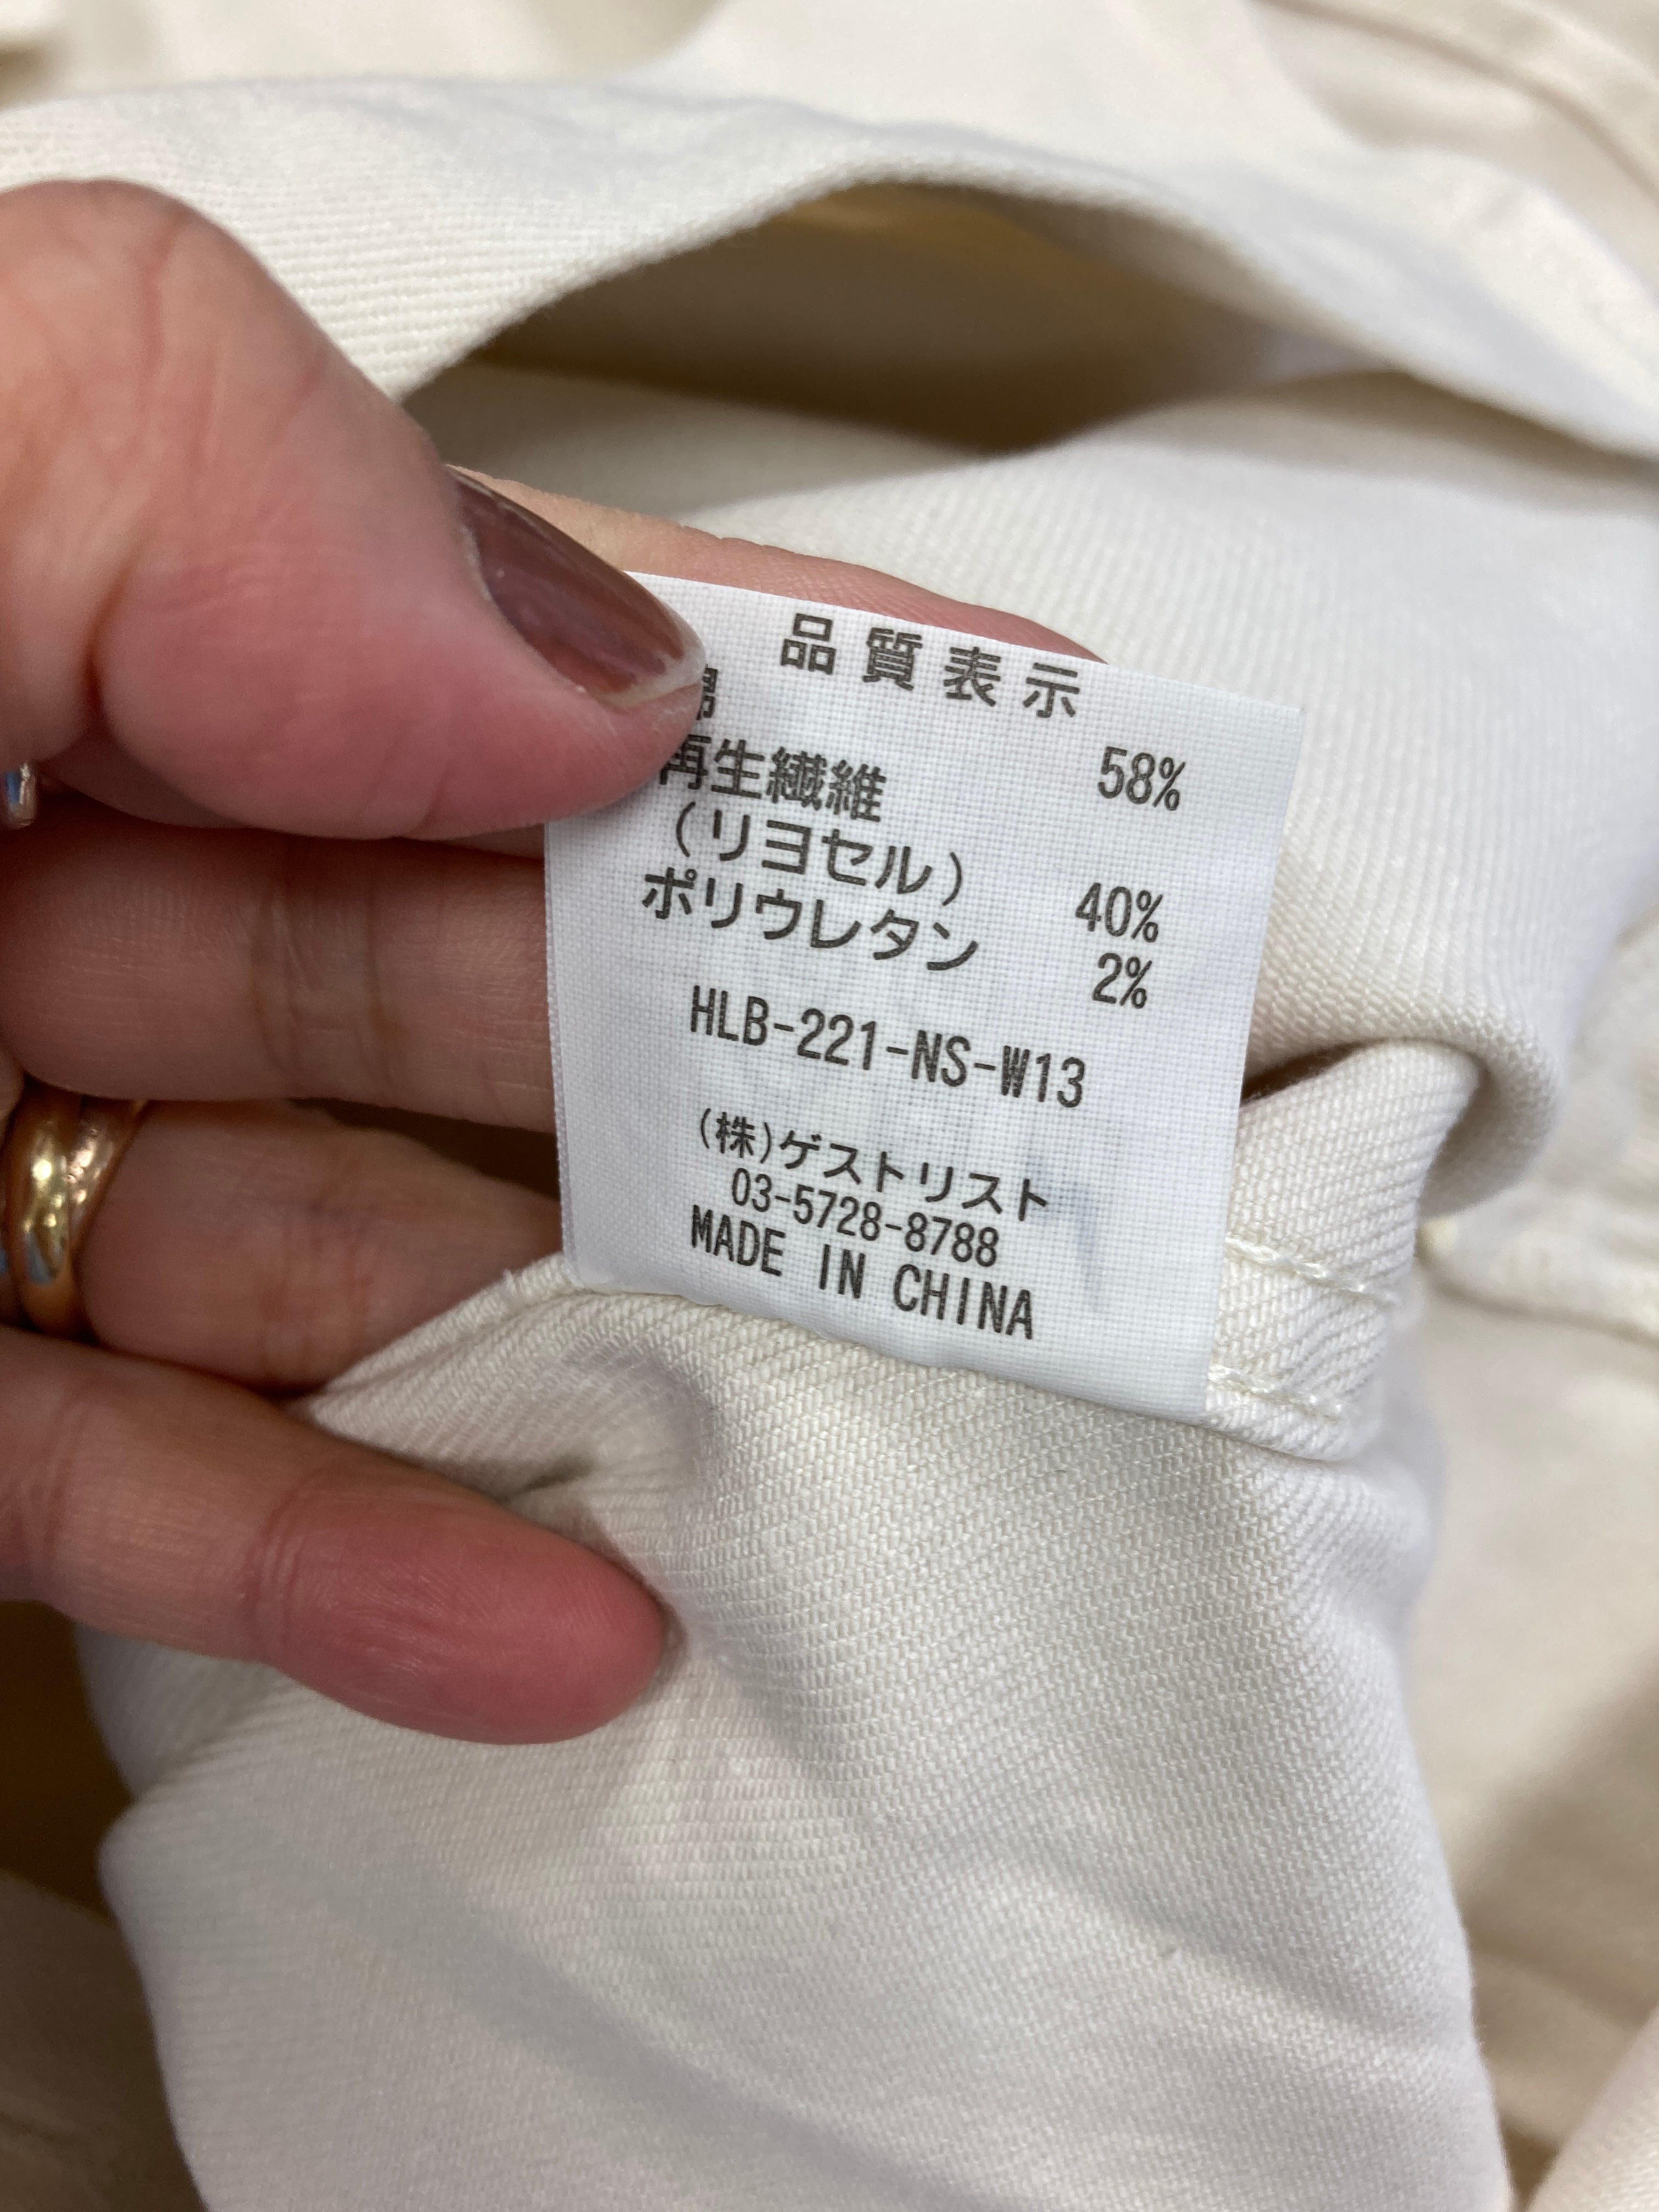 品質表示
綿 58%
再生繊維
(リヨセル) 40%
ポリウレタン 2%
HLB-221-NS-W13
(株)ゲストリスト
03-5728-8788
MADE IN CHINA